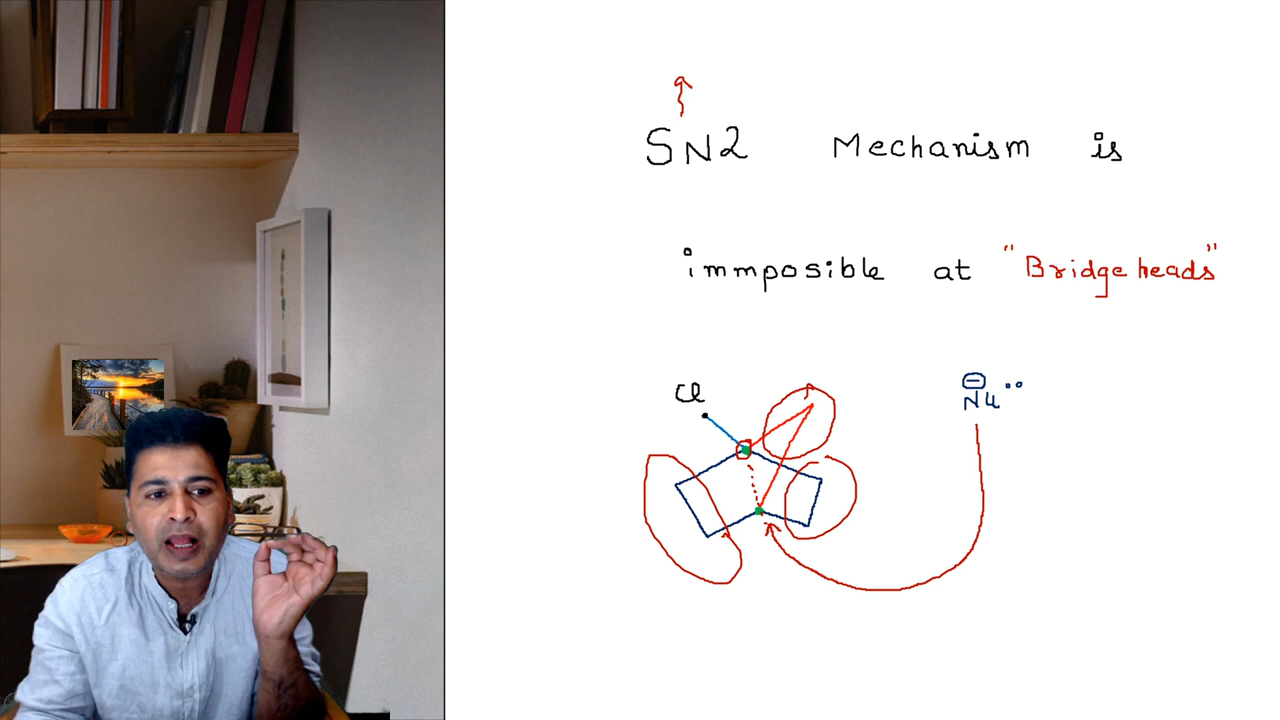 SN2 Mechanism is
immposible at "Bridgeheads"
Cl
Nu